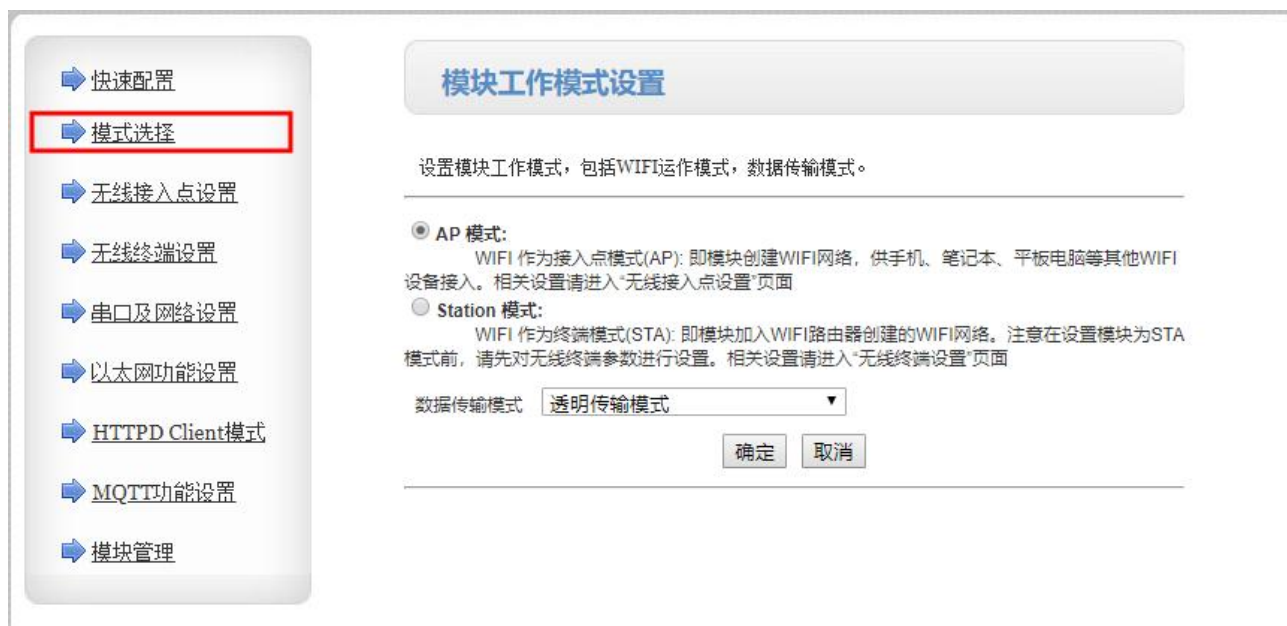 快速配置
模式选择
无线接入点设置
无线终端设置
串口及网络设置
以太网功能设置
HTTPD Client模式
MQTT功能设置
模块管理
模块工作模式设置
设置模块工作模式，包括WIFI运作模式，数据传输模式。
AP 模式:
WIFI 作为接入点模式(AP): 即模块创建WIFI网络，供手机、笔记本、平板电脑等其他WIFI
设备接入。相关设置请进入“无线接入点设置”页面
Station 模式:
WIFI 作为终端模式(STA): 即模块加入WIFI路由器创建的WIFI网络。注意在设置模块为STA
模式前，请先对无线终端参数进行设置。相关设置请进入“无线终端设置”页面
数据传输模式 透明传输模式
确定 取消